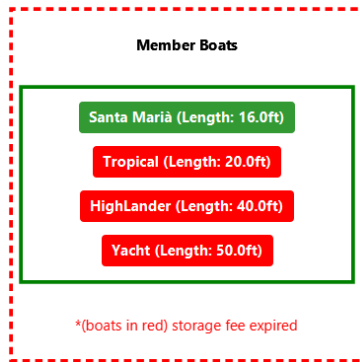 Member Boats
Santa Marià (Length: 16.0ft)
Tropical (Length: 20.0ft)
HighLander (Length: 40.0ft)
Yacht (Length: 50.0ft)
*(boats in red) storage fee expired